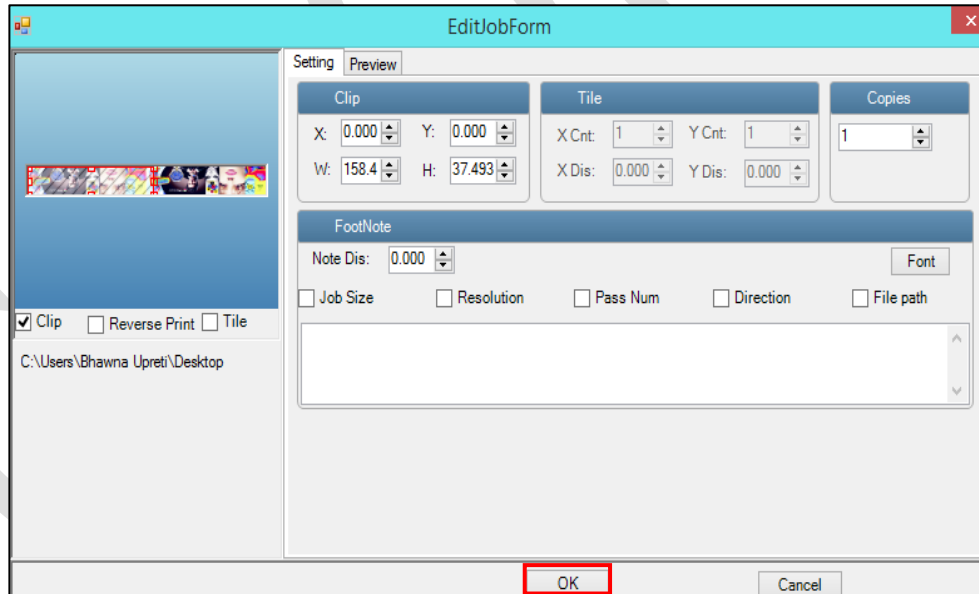 EditJobForm
Setting Preview
Clip Tile Copies
X: 0.000 Y: 0.000 X Cnt: 1 Y Cnt: 1 1
W: 158.4 H: 37.493 X Dis: 0.000 Y Dis: 0.000
FootNote
Note Dis: 0.000 Font
Job Size Resolution Pass Num Direction File path
Clip Reverse Print Tile
C:\Users\Bhawna Upreti\Desktop
OK Cancel